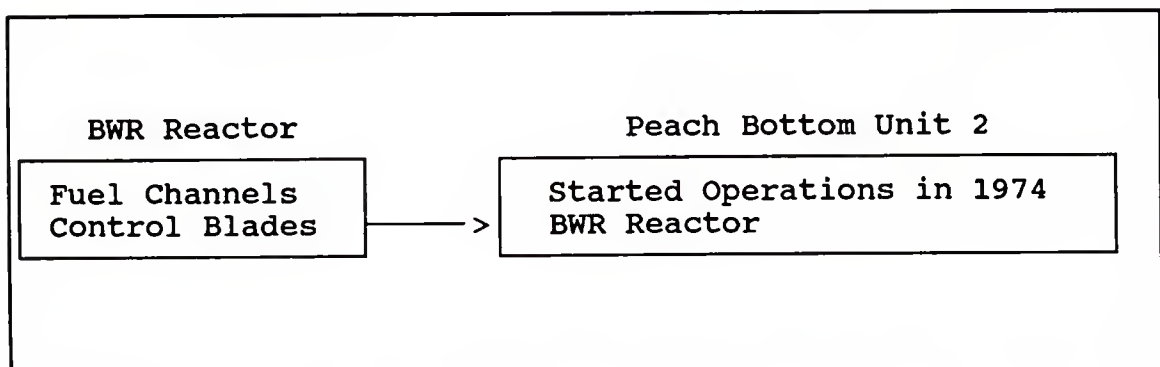 BWR Reactor
Fuel Channels
Control Blades
Peach Bottom Unit 2
Started Operations in 1974
BWR Reactor